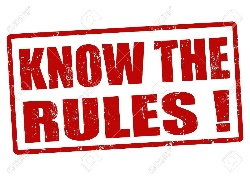 KNOW THE
RULES !